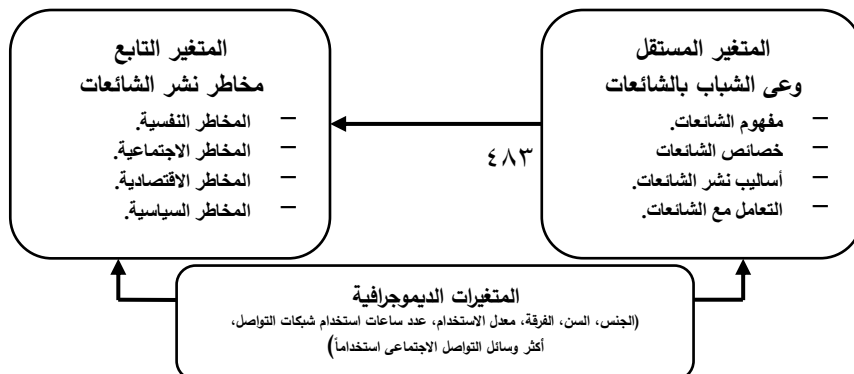 المتغير المستقل
وعى الشباب بالشائعات
– مفهوم الشائعات.
– خصائص الشائعات
– أساليب نشر الشائعات.
– التعامل مع الشائعات.
٤٨٣
المتغير التابع
مخاطر نشر الشائعات
– المخاطر النفسية.
– المخاطر الاجتماعية.
– المخاطر الاقتصادية.
– المخاطر السياسية.
المتغيرات الديموجرافية
(الجنس، السن، الفرقة، معدل الاستخدام، عدد ساعات استخدام شبكات التواصل،
أكثر وسائل التواصل الاجتماعى استخداماً)